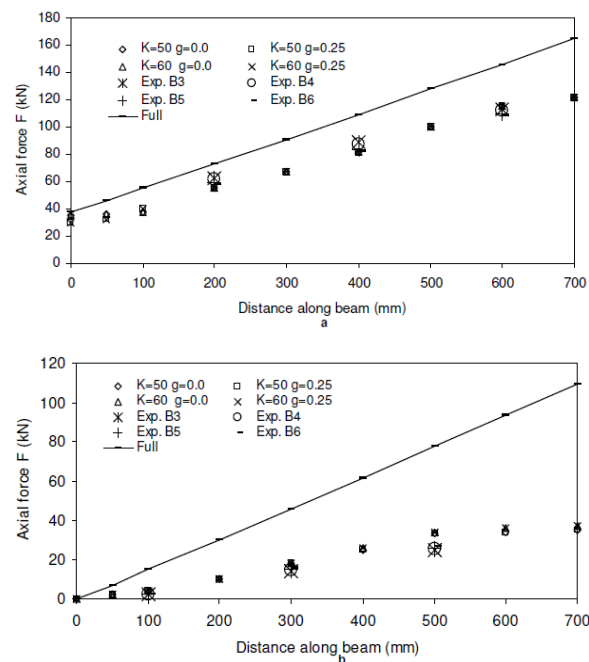 180
160
140
120
100
80
60
40
20
0
Axial force F (kN)
K=50 g=0.0 K=50 g=0.25
K=60 g=0.0 K=60 g=0.25
Exp. B3 Exp. B4
Exp. B5 Exp. B6
Full
0 100 200 300 400 500 600 700
Distance along beam (mm)
a
120
100
80
60
40
20
0
Axial force F (kN)
K=50 g=0.0 K=50 g=0.25
K=60 g=0.0 K=60 g=0.25
Exp. B3 Exp. B4
Exp. B5 Exp. B6
Full
0 100 200 300 400 500 600 700
Distance along beam (mm)
b